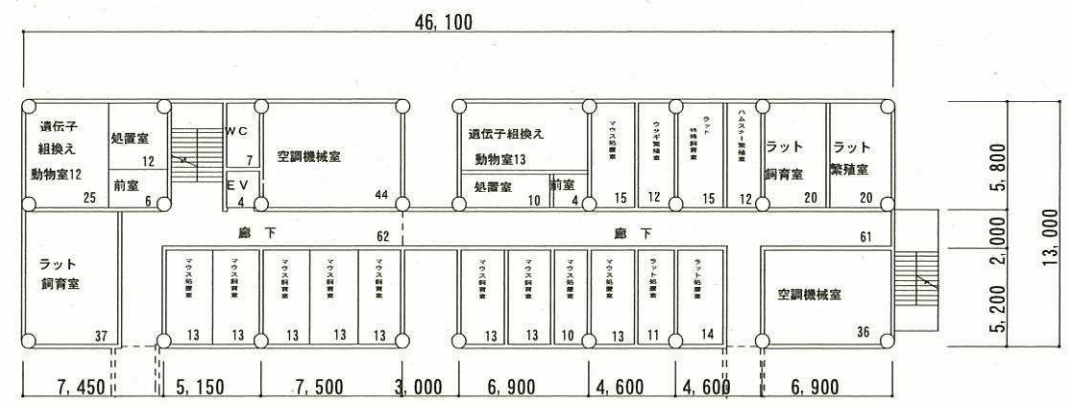 46,100
遺伝子
組換え
動物室12
25
処置室
12
前室
6
WC
7
EV
4
空調機械室
44
遺伝子組換え
動物室13
処置室
10
前室
4
マウス処置室
15
ウサギ繁殖室
12
ラット
特殊飼育室
15
ハムスター繁殖室
12
ラット
飼育室
20
ラット
繁殖室
20
5,800
2,000
5,200
13,000
廊 下
62
廊 下
61
ラット
飼育室
37
マウス処置室
13
マウス飼育室
13
マウス飼育室
13
マウス飼育室
13
マウス飼育室
13
マウス飼育室
13
マウス飼育室
13
マウス処置室
10
マウス処置室
13
ラット処置室
11
ラット処置室
14
空調機械室
36
7,450
5,150
7,500
3,000
6,900
4,600
4,600
6,900